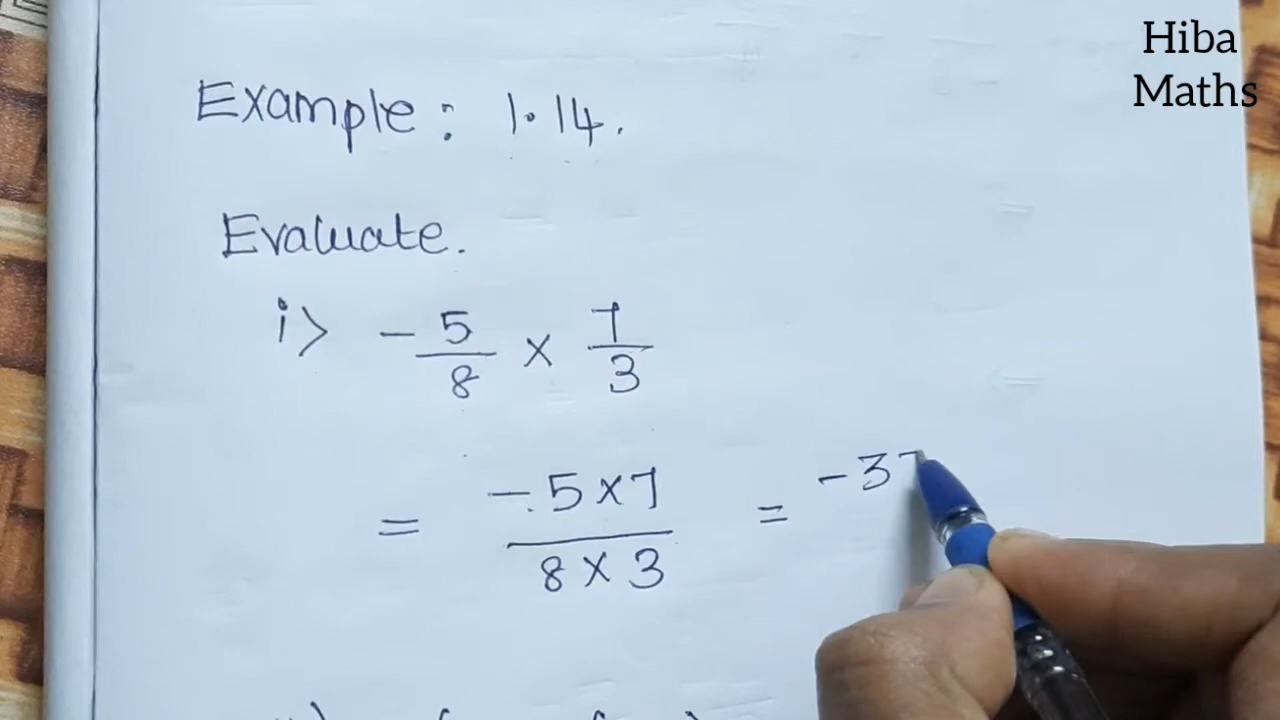 Hiba
Maths
Example: 1.14.
Evaluate.
i> - 5/8 × 7/3
= -5×7 / 8×3 = -3